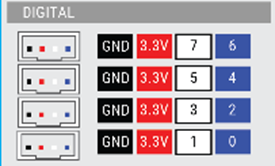 DIGITAL
GND 3.3V 7 6
GND 3.3V 5 4
GND 3.3V 3 2
GND 3.3V 1 0